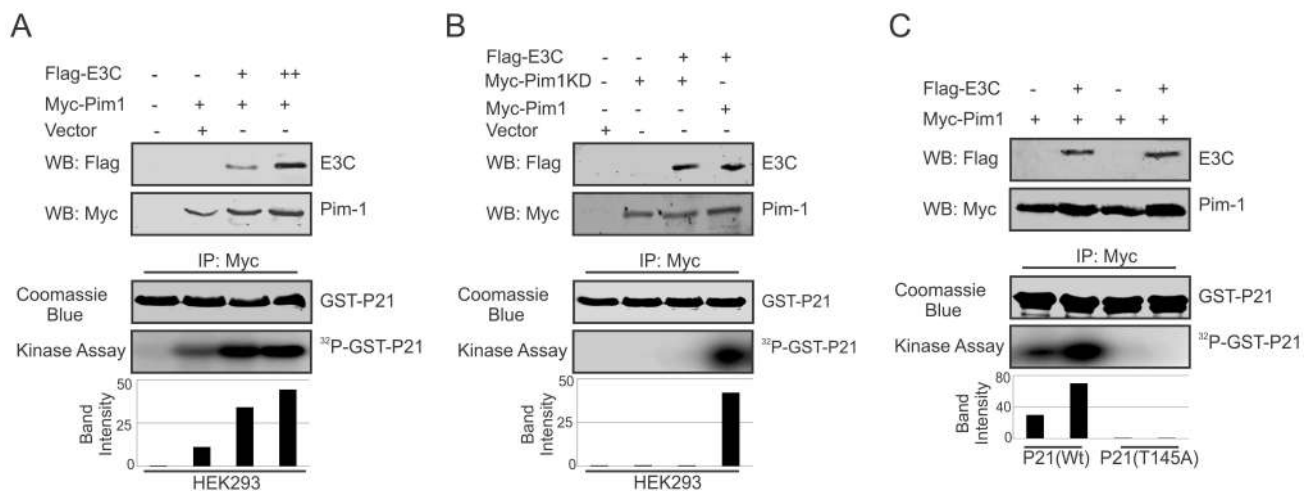 A
Flag-E3C - - + ++
Myc-Pim1 - + + +
Vector - + - -
WB: Flag E3C
WB: Myc Pim-1
IP: Myc
Coomassie Blue GST-P21
Kinase Assay ³²P-GST-P21
Band Intensity
50
25
0
HEK293
B
Flag-E3C - - + +
Myc-Pim1KD - + + -
Myc-Pim1 - - - +
Vector + - - -
WB: Flag E3C
WB: Myc Pim-1
IP: Myc
Coomassie Blue GST-P21
Kinase Assay ³²P-GST-P21
Band Intensity
50
25
0
HEK293
C
Flag-E3C - + - +
Myc-Pim1 + + + +
WB: Flag E3C
WB: Myc Pim-1
IP: Myc
Coomassie Blue GST-P21
Kinase Assay ³²P-GST-P21
Band Intensity
80
40
0
P21(Wt) P21(T145A)